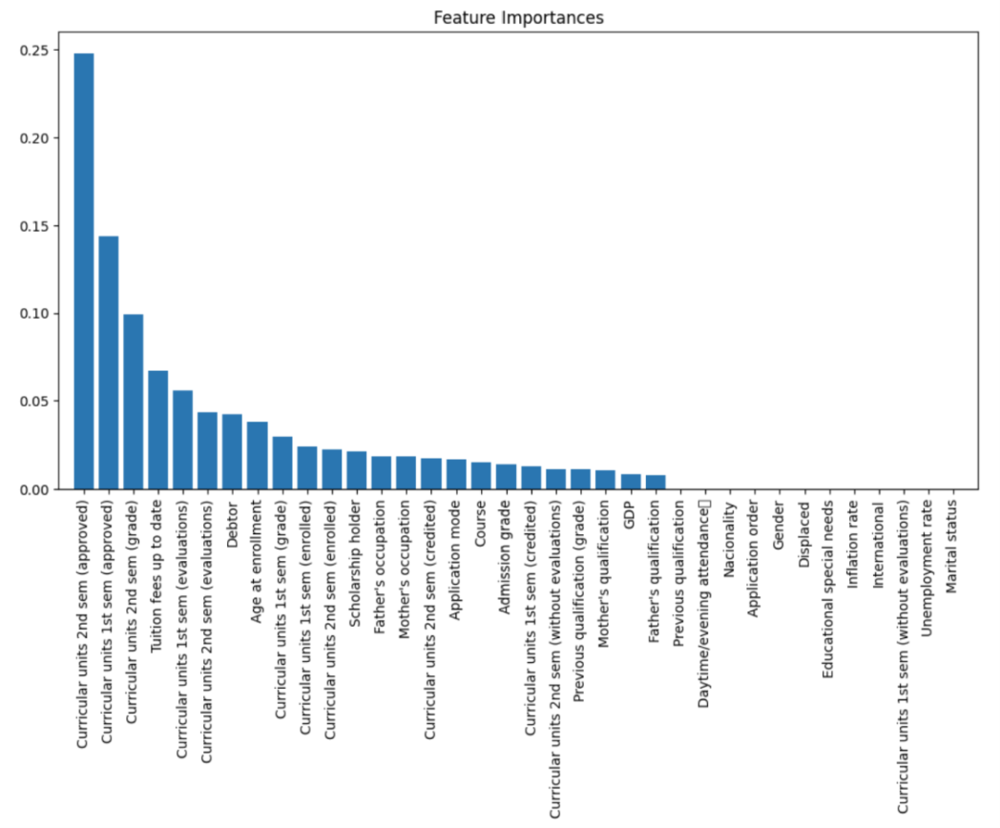 Feature Importances
0.25
0.20
0.15
0.10
0.05
0.00
Curricular units 2nd sem (approved)
Curricular units 1st sem (approved)
Curricular units 2nd sem (grade)
Tuition fees up to date
Curricular units 1st sem (evaluations)
Curricular units 2nd sem (evaluations)
Debtor
Age at enrollment
Curricular units 1st sem (grade)
Curricular units 1st sem (enrolled)
Curricular units 2nd sem (enrolled)
Scholarship holder
Father's occupation
Mother's occupation
Curricular units 2nd sem (credited)
Application mode
Course
Admission grade
Curricular units 1st sem (credited)
Curricular units 2nd sem (without evaluations)
Previous qualification (grade)
Mother's qualification
GDP
Father's qualification
Previous qualification
Daytime/evening attendance▯
Nacionality
Application order
Gender
Displaced
Educational special needs
Inflation rate
International
Curricular units 1st sem (without evaluations)
Unemployment rate
Marital status